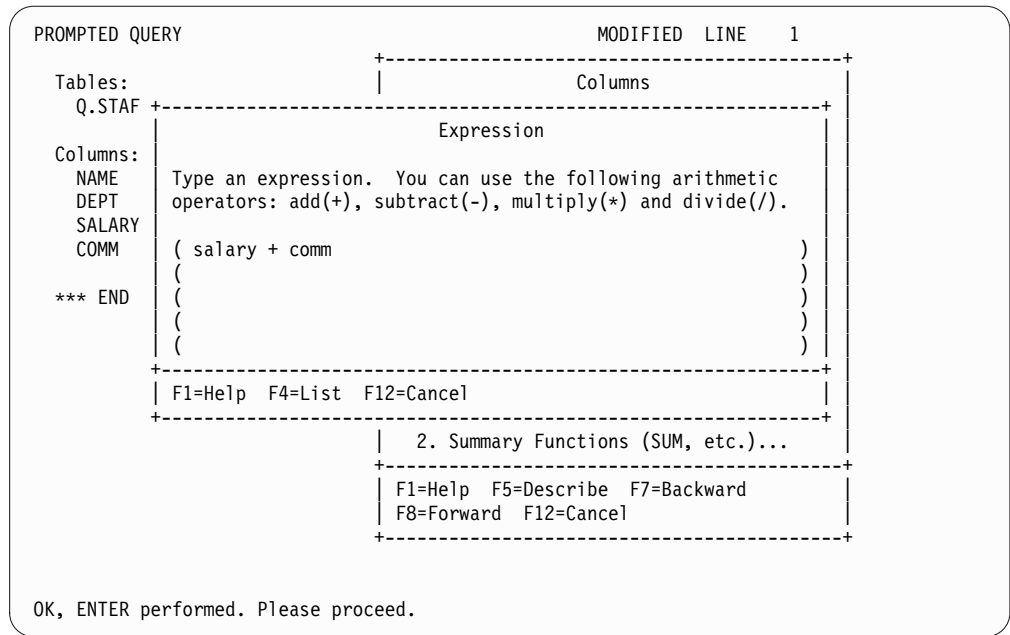 PROMPTED QUERY                                       MODIFIED  LINE    1
                                +-------------------------------------------+
  Tables:                       |                  Columns                  |
    Q.STAF +--------------------------------------------------------------+ |
           |                          Expression                          | |
  Columns: |                                                              | |
    NAME   | Type an expression.  You can use the following arithmetic    | |
    DEPT   | operators: add(+), subtract(-), multiply(*) and divide(/).   | |
    SALARY |                                                              | |
    COMM   | ( salary + comm                                            ) | |
           | (                                                          ) | |
  *** END  | (                                                          ) | |
           | (                                                          ) | |
           | (                                                          ) | |
           +--------------------------------------------------------------+ |
           | F1=Help  F4=List  F12=Cancel                                 | |
           +--------------------------------------------------------------+ |
                                |   2. Summary Functions (SUM, etc.)...     |
                                +-------------------------------------------+
                                | F1=Help  F5=Describe  F7=Backward         |
                                | F8=Forward  F12=Cancel                    |
                                +-------------------------------------------+
OK, ENTER performed. Please proceed.